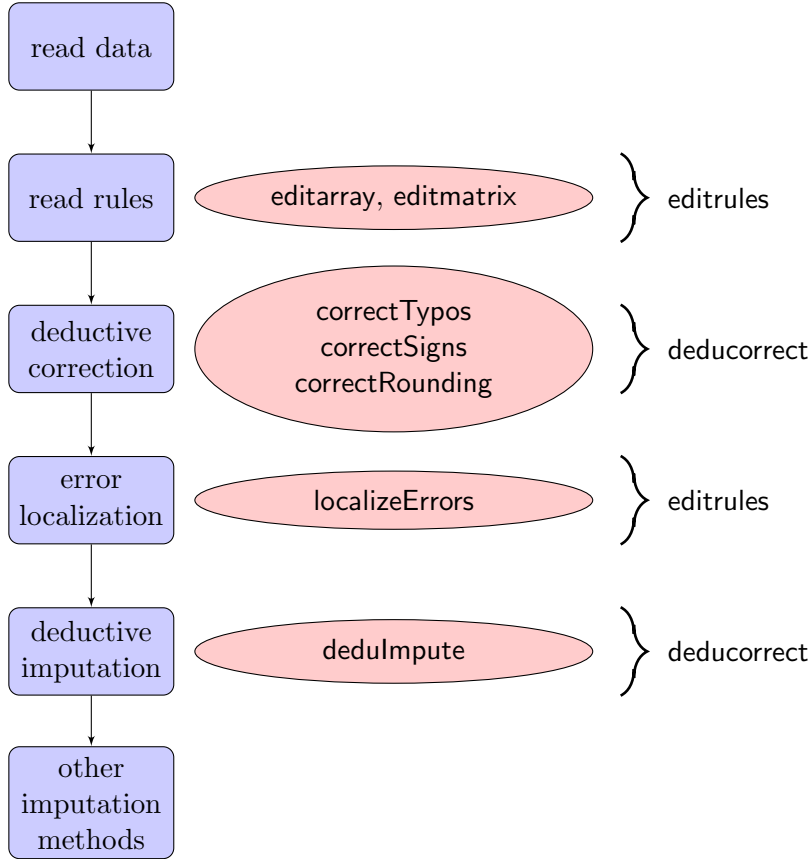 read data
read rules
editarray, editmatrix
editrules
deductive
correction
correctTypos
correctSigns
correctRounding
deducorrect
error
localization
localizeErrors
editrules
deductive
imputation
deduImpute
deducorrect
other
imputation
methods